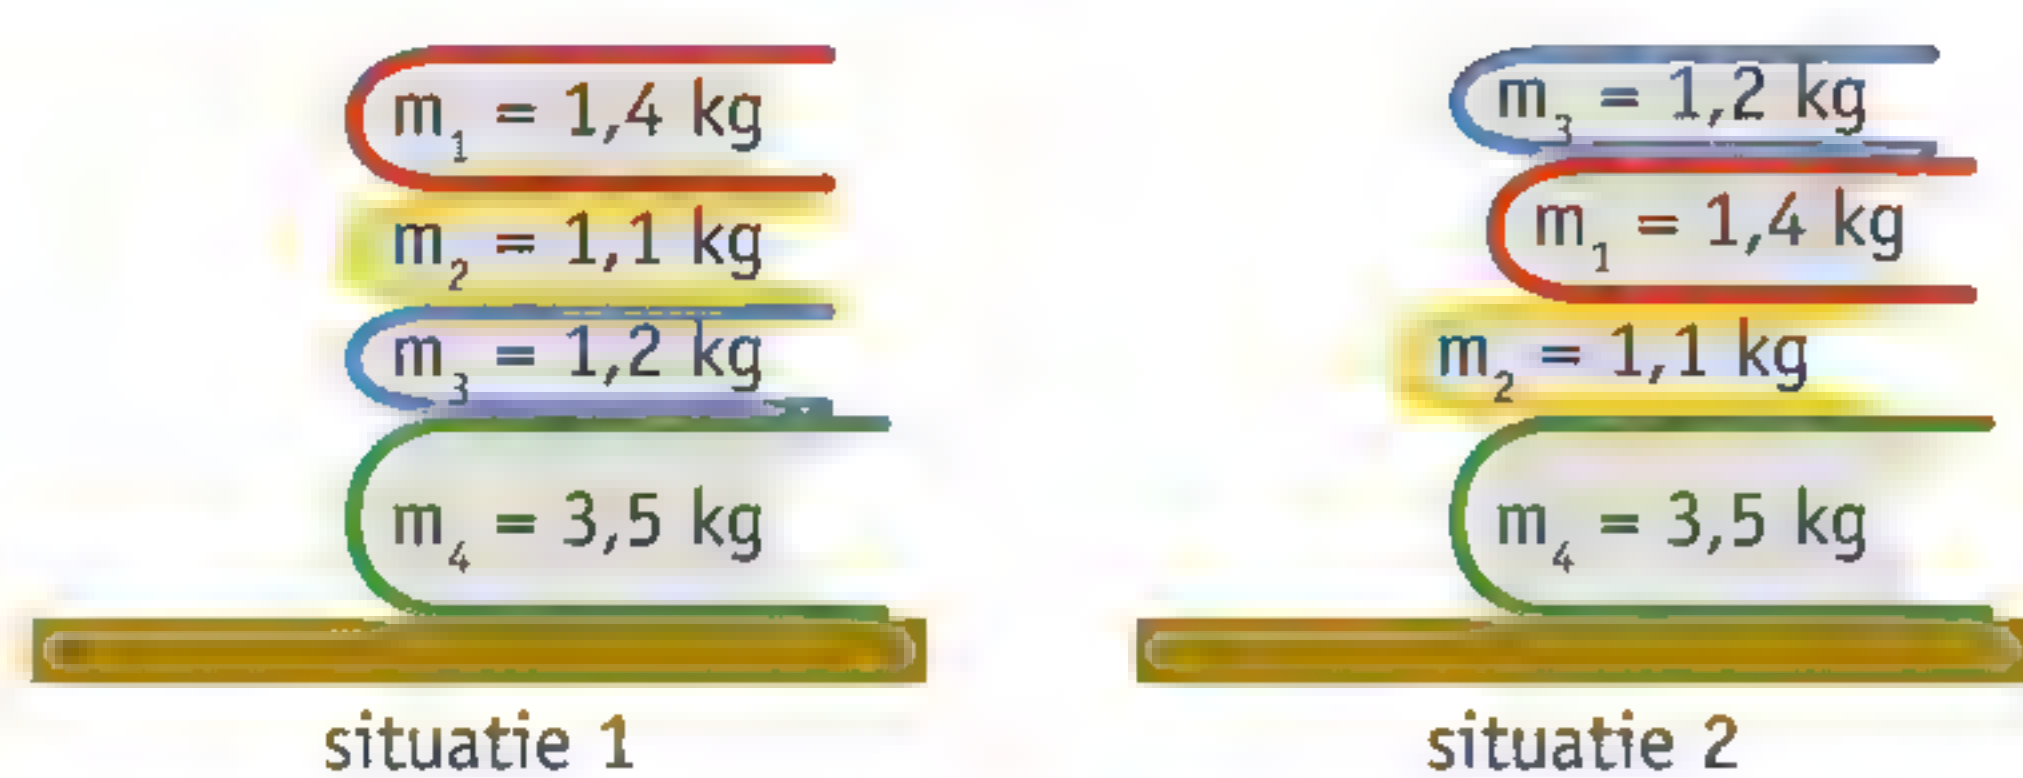 m₁ = 1,4 kg
m₂ = 1,1 kg
m₃ = 1,2 kg
m₄ = 3,5 kg
situatie 1
m₃ = 1,2 kg
m₁ = 1,4 kg
m₂ = 1,1 kg
m₄ = 3,5 kg
situatie 2